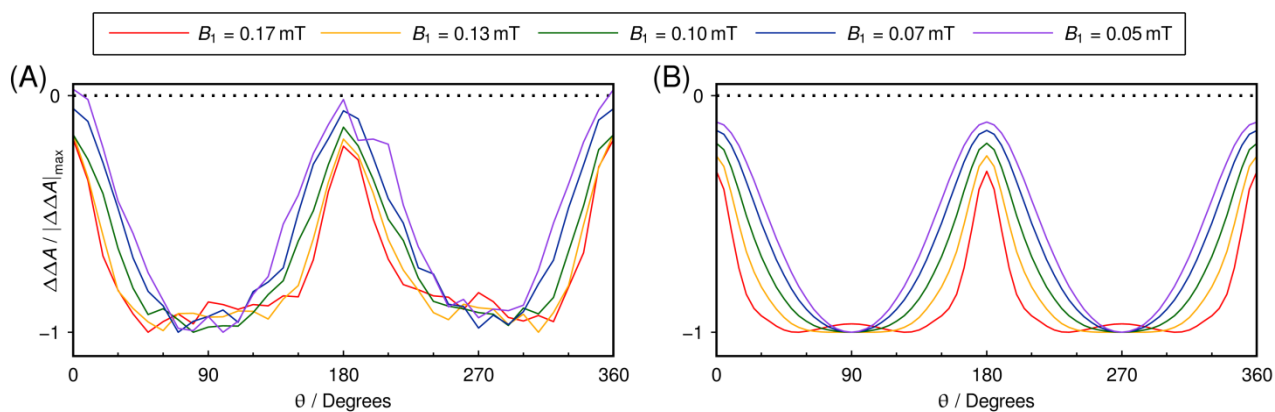 B₁ = 0.17 mT B₁ = 0.13 mT B₁ = 0.10 mT B₁ = 0.07 mT B₁ = 0.05 mT
(A) (B)
0 0
ΔΔA / |ΔΔA|max
−1 −1
0 90 180 270 360 0 90 180 270 360
θ / Degrees θ / Degrees